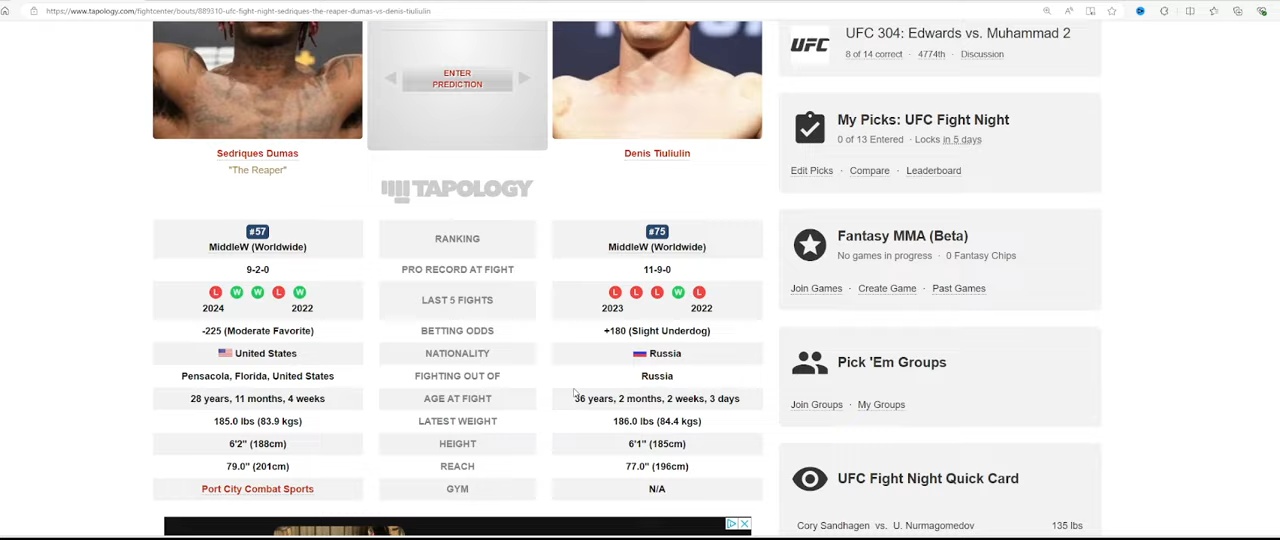 https://www.tapology.com/fightcenter/bouts/889310-ufc-fight-night-sedriques-the-reaper-dumas-vs-denis-tiuliulin
ENTER
PREDICTION
Sedriques Dumas
"The Reaper"
Denis Tiuliulin
TAPOLOGY
#57
MiddleW (Worldwide)
RANKING
#75
MiddleW (Worldwide)
9-2-0
PRO RECORD AT FIGHT
11-9-0
L W W L W
2024 2022
LAST 5 FIGHTS
L L L W L
2023 2022
-225 (Moderate Favorite)
BETTING ODDS
+180 (Slight Underdog)
United States
NATIONALITY
Russia
Pensacola, Florida, United States
FIGHTING OUT OF
Russia
28 years, 11 months, 4 weeks
AGE AT FIGHT
36 years, 2 months, 2 weeks, 3 days
185.0 lbs (83.9 kgs)
LATEST WEIGHT
186.0 lbs (84.4 kgs)
6'2" (188cm)
HEIGHT
6'1" (185cm)
79.0" (201cm)
REACH
77.0" (196cm)
Port City Combat Sports
GYM
N/A
UFC
UFC 304: Edwards vs. Muhammad 2
8 of 14 correct · 4774th · Discussion
My Picks: UFC Fight Night
0 of 13 Entered · Locks in 5 days
Edit Picks · Compare · Leaderboard
Fantasy MMA (Beta)
No games in progress · 0 Fantasy Chips
Join Games · Create Game · Past Games
Pick 'Em Groups
Join Groups · My Groups
UFC Fight Night Quick Card
Cory Sandhagen vs. U. Nurmagomedov 135 lbs